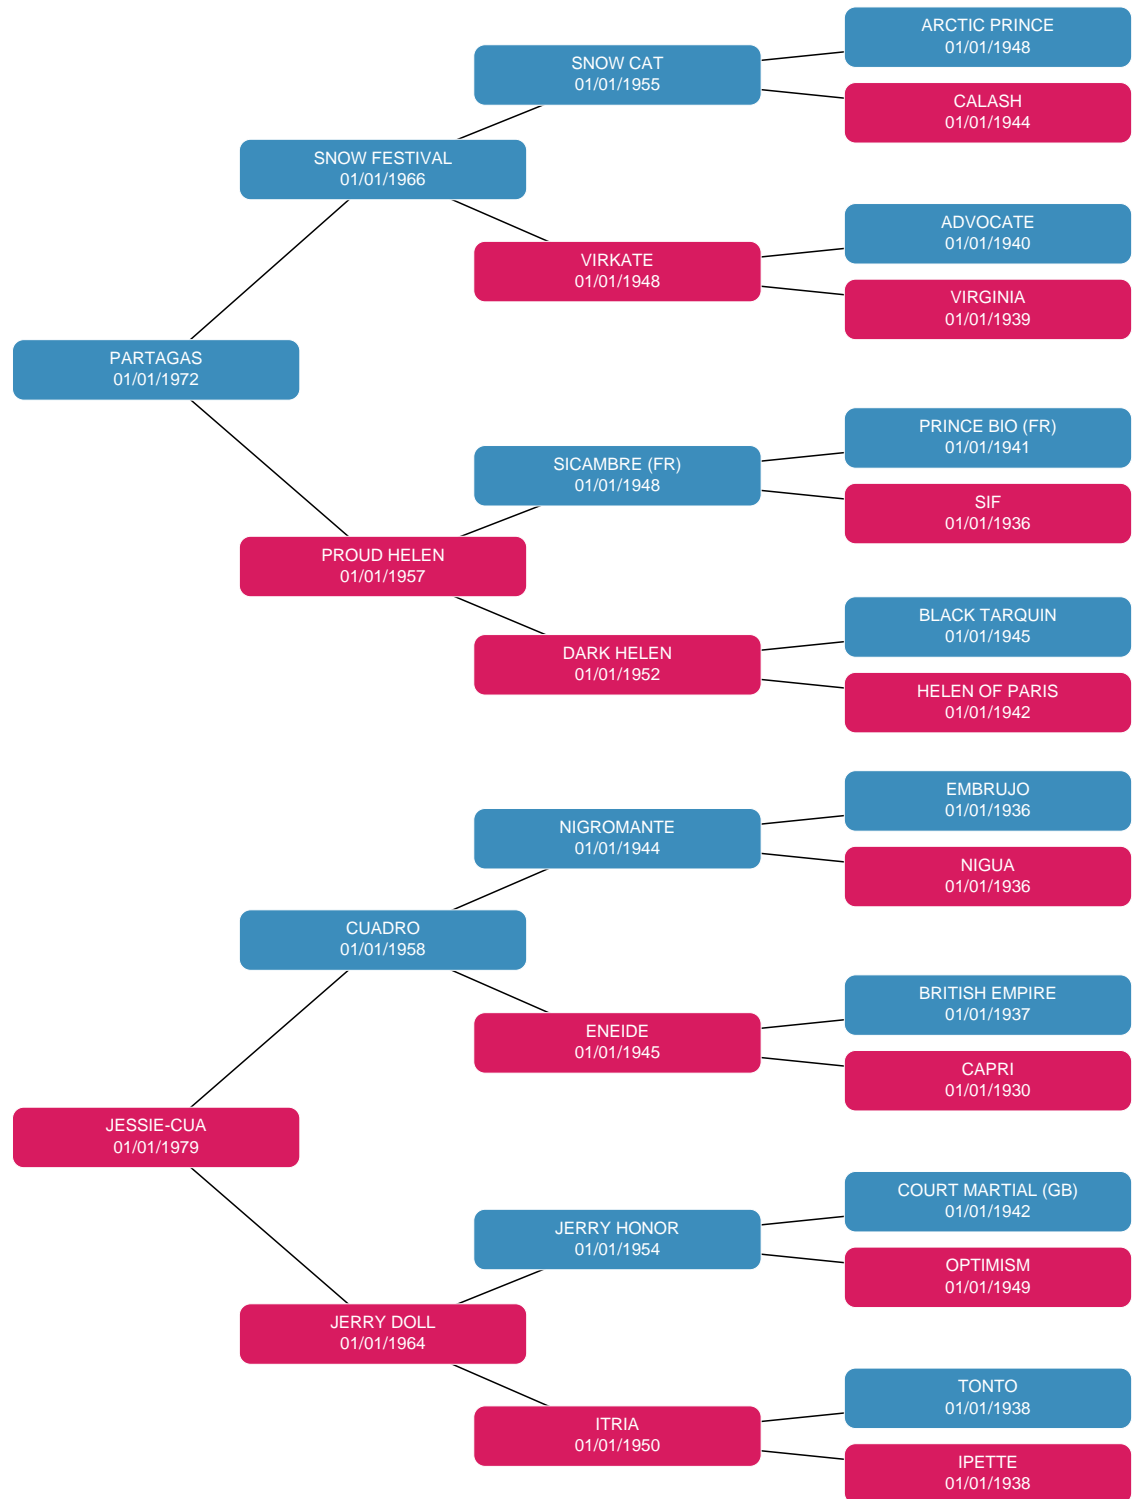 ARCTIC PRINCE
01/01/1948
SNOW CAT
01/01/1955
CALASH
01/01/1944
SNOW FESTIVAL
01/01/1966
ADVOCATE
01/01/1940
VIRKATE
01/01/1948
VIRGINIA
01/01/1939
PARTAGAS
01/01/1972
PRINCE BIO (FR)
01/01/1941
SICAMBRE (FR)
01/01/1948
SIF
01/01/1936
PROUD HELEN
01/01/1957
BLACK TARQUIN
01/01/1945
DARK HELEN
01/01/1952
HELEN OF PARIS
01/01/1942
EMBRUJO
01/01/1936
NIGROMANTE
01/01/1944
NIGUA
01/01/1936
CUADRO
01/01/1958
BRITISH EMPIRE
01/01/1937
ENEIDE
01/01/1945
CAPRI
01/01/1930
JESSIE-CUA
01/01/1979
COURT MARTIAL (GB)
01/01/1942
JERRY HONOR
01/01/1954
OPTIMISM
01/01/1949
JERRY DOLL
01/01/1964
TONTO
01/01/1938
ITRIA
01/01/1950
IPETTE
01/01/1938